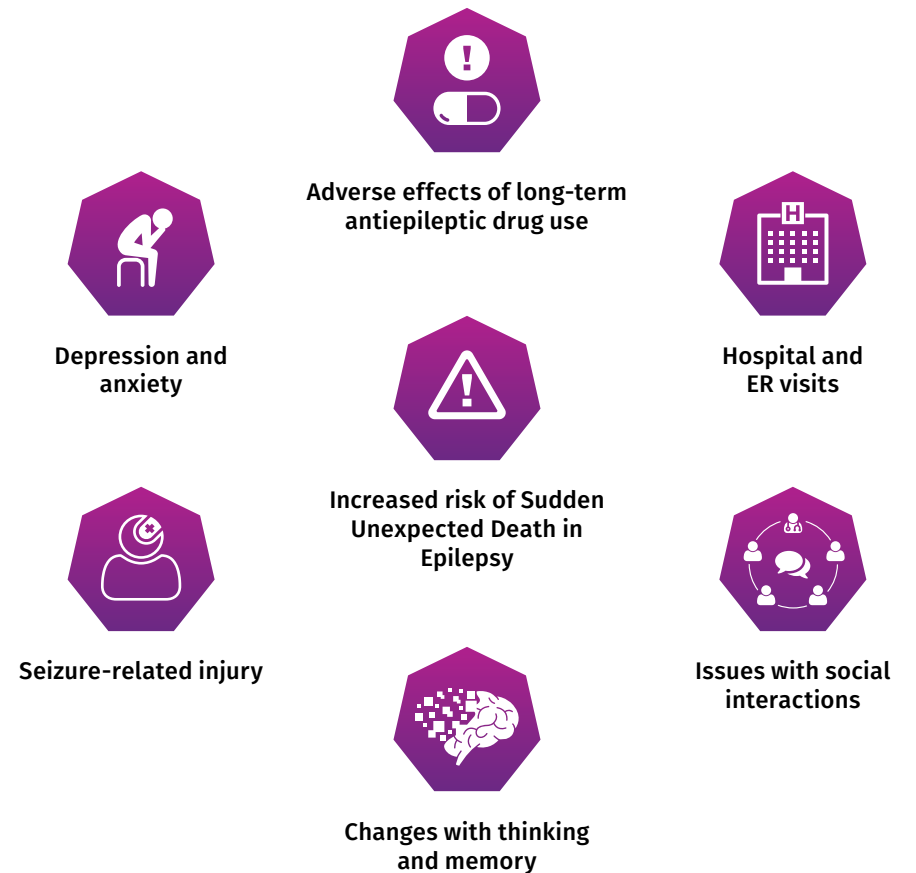 !
Adverse effects of long-term
antiepileptic drug use
Depression and
anxiety
H
Hospital and
ER visits
!
Increased risk of Sudden
Unexpected Death in
Epilepsy
Seizure-related injury
Issues with social
interactions
Changes with thinking
and memory